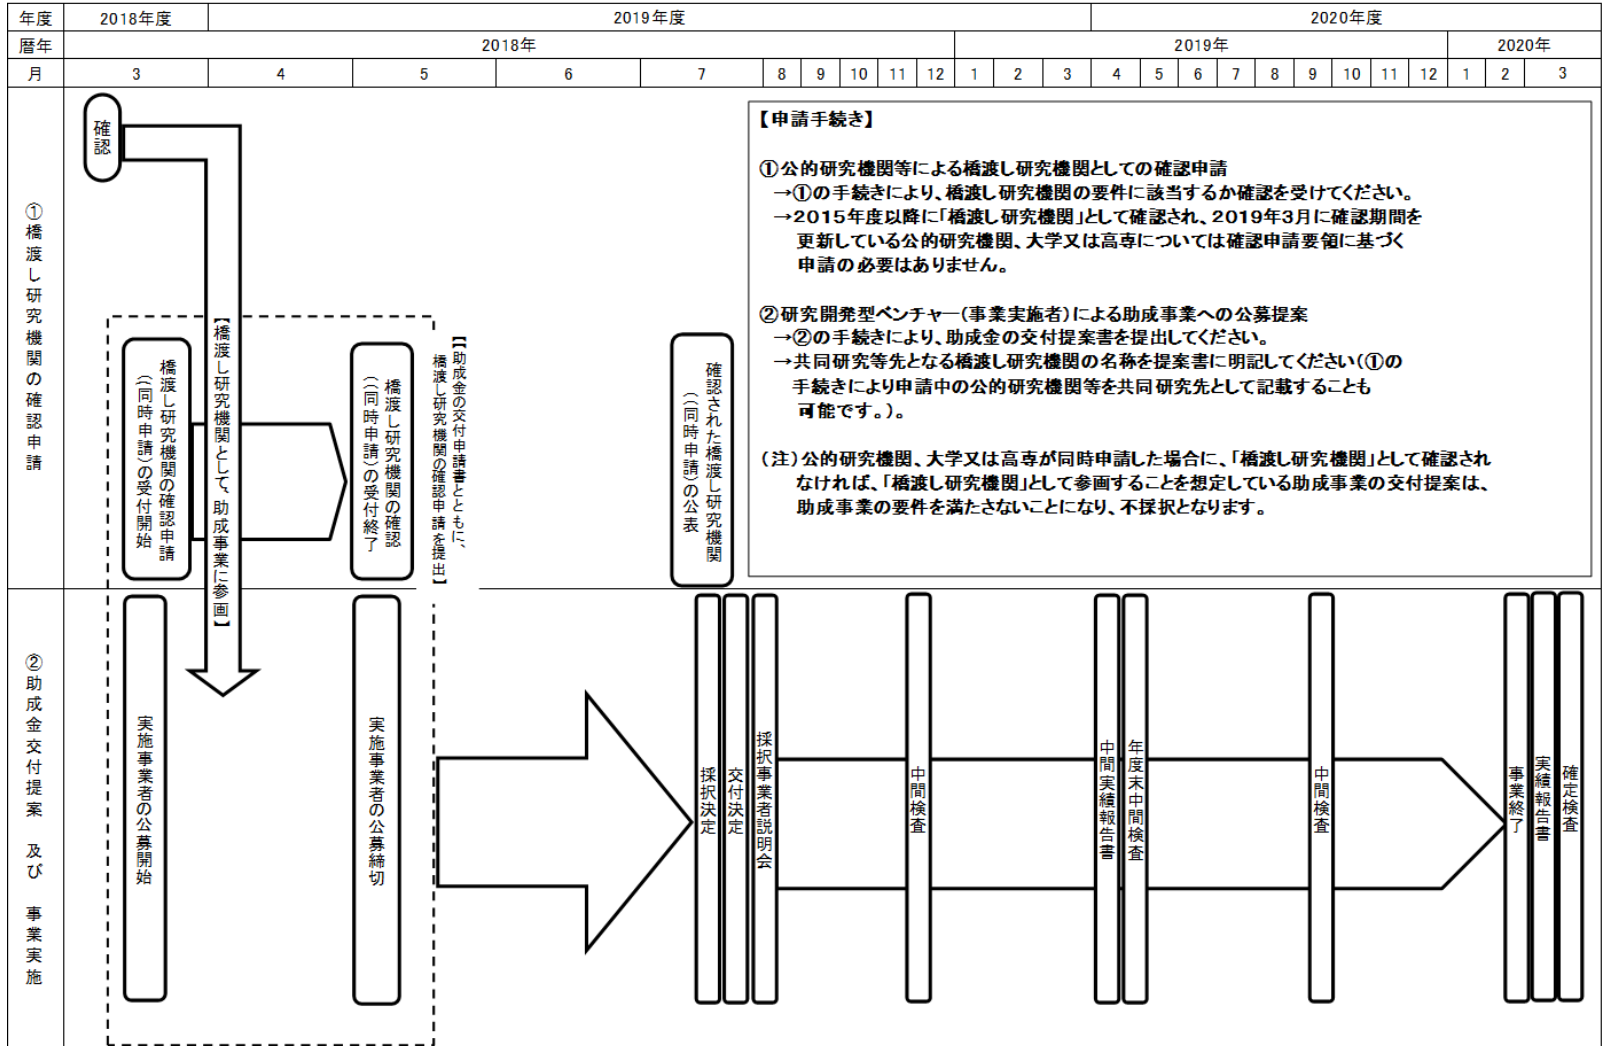 年度 2018年度 2019年度 2020年度
暦年 2018年 2019年 2020年
月 3 4 5 6 7 8 9 10 11 12 1 2 3 4 5 6 7 8 9 10 11 12 1 2 3
①橋渡し研究機関の確認申請
確認
【橋渡し研究機関として、助成事業に参画】
橋渡し研究機関の確認申請
(（同時申請）の受付開始
橋渡し研究機関の確認
(（同時申請）の受付終了
【】助成金の交付申請書とともに、
橋渡し研究機関の確認申請を提出】
確認された橋渡し研究機関
(（同時申請）の公表
【申請手続き】
①公的研究機関等による橋渡し研究機関としての確認申請
→①の手続きにより、橋渡し研究機関の要件に該当するか確認を受けてください。
→2015年度以降に「橋渡し研究機関」として確認され、2019年3月に確認期間を
更新している公的研究機関、大学又は高専については確認申請要領に基づく
申請の必要はありません。
②研究開発型ベンチャー(事業実施者)による助成事業への公募提案
→②の手続きにより、助成金の交付提案書を提出してください。
→共同研究等先となる橋渡し研究機関の名称を提案書に明記してください(①の
手続きにより申請中の公的研究機関等を共同研究先として記載することも
可能です。)。
(注)公的研究機関、大学又は高専が同時申請した場合に、「橋渡し研究機関」として確認され
なければ、「橋渡し研究機関」として参画することを想定している助成事業の交付提案は、
助成事業の要件を満たさないことになり、不採択となります。
②助成金交付提案 及び 事業実施
実施事業者の公募開始
実施事業者の公募締切
採択決定
交付決定
採択事業者説明会
中間検査
中間実績報告書
年度末中間検査
中間検査
事業終了
実績報告書
確定検査